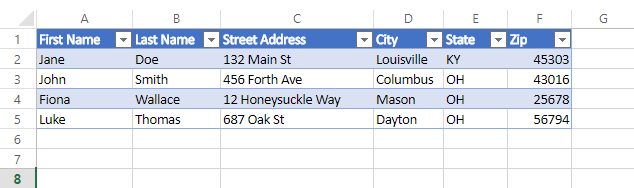 A B C D E F G
1 First Name Last Name Street Address City State Zip
2 Jane Doe 132 Main St Louisville KY 45303
3 John Smith 456 Forth Ave Columbus OH 43016
4 Fiona Wallace 12 Honeysuckle Way Mason OH 25678
5 Luke Thomas 687 Oak St Dayton OH 56794
6
7
8